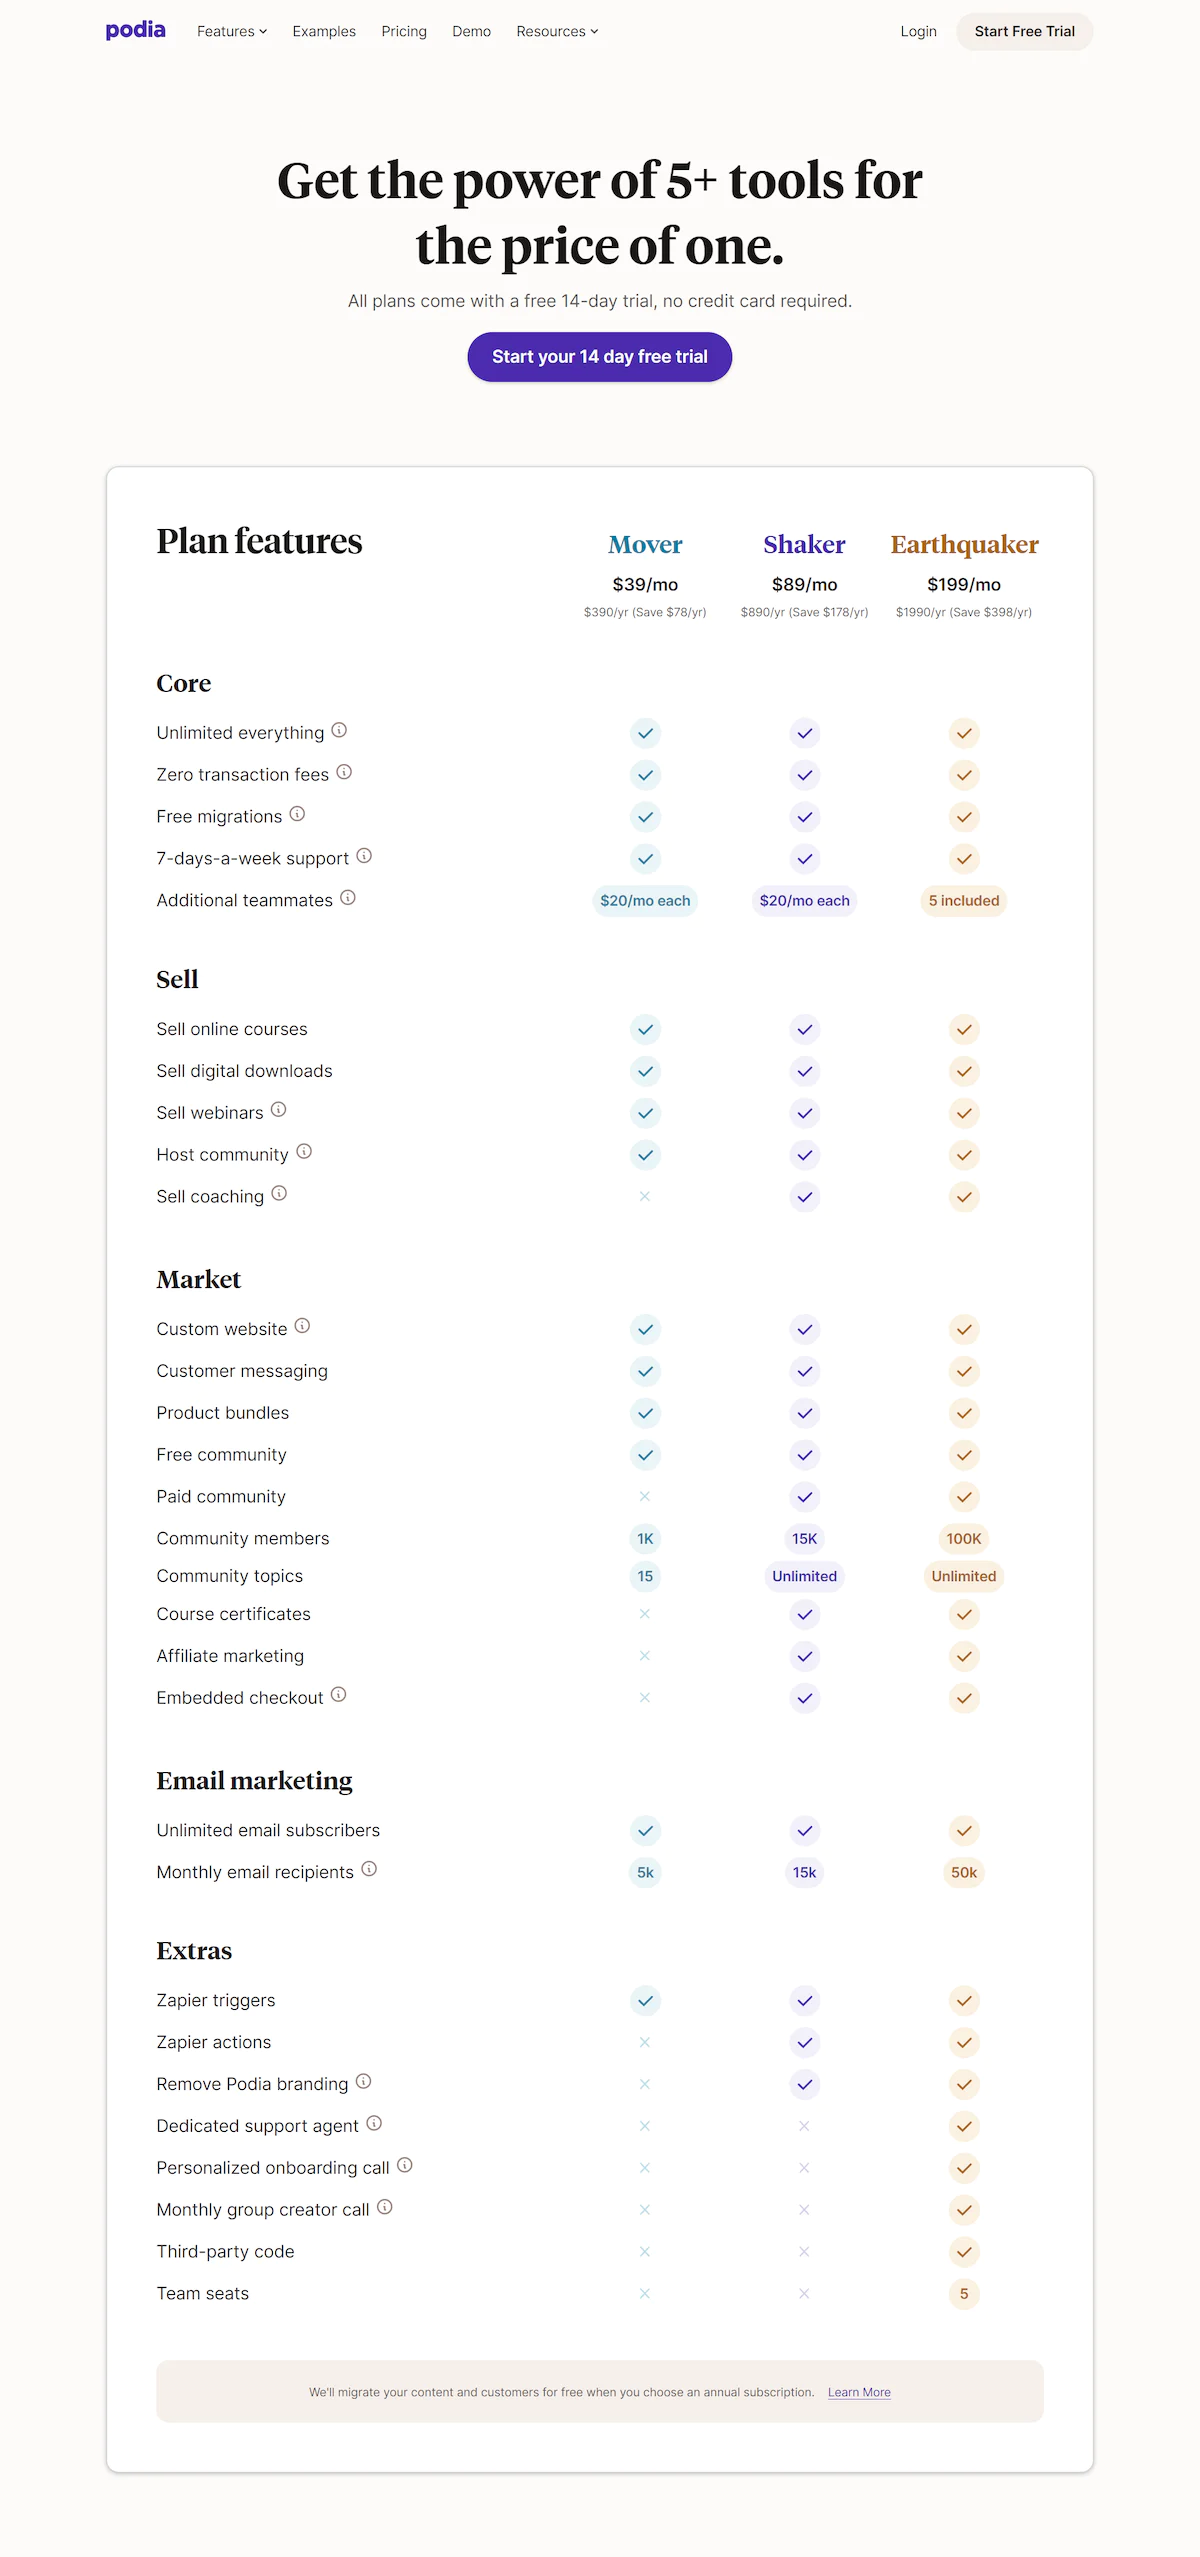 podia Features Examples Pricing Demo Resources Login Start Free Trial
Get the power of 5+ tools for
the price of one.
All plans come with a free 14-day trial, no credit card required.
Start your 14 day free trial
Plan features Mover Shaker Earthquaker
$39/mo $89/mo $199/mo
$390/yr (Save $78/yr) $890/yr (Save $178/yr) $1990/yr (Save $398/yr)
Core
Unlimited everything
Zero transaction fees
Free migrations
7-days-a-week support
Additional teammates $20/mo each $20/mo each 5 included
Sell
Sell online courses
Sell digital downloads
Sell webinars
Host community
Sell coaching
Market
Custom website
Customer messaging
Product bundles
Free community
Paid community
Community members 1K 15K 100K
Community topics 15 Unlimited Unlimited
Course certificates
Affiliate marketing
Embedded checkout
Email marketing
Unlimited email subscribers
Monthly email recipients 5k 15k 50k
Extras
Zapier triggers
Zapier actions
Remove Podia branding
Dedicated support agent
Personalized onboarding call
Monthly group creator call
Third-party code
Team seats 5
We'll migrate your content and customers for free when you choose an annual subscription. Learn More